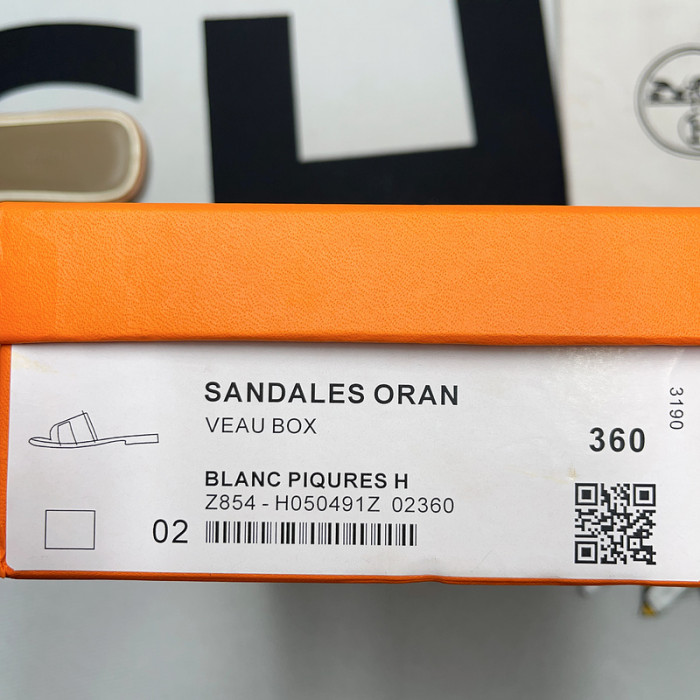 SANDALES ORAN
VEAU BOX
360
3190
BLANC PIQURES H
Z854 - H050491Z 02360
02